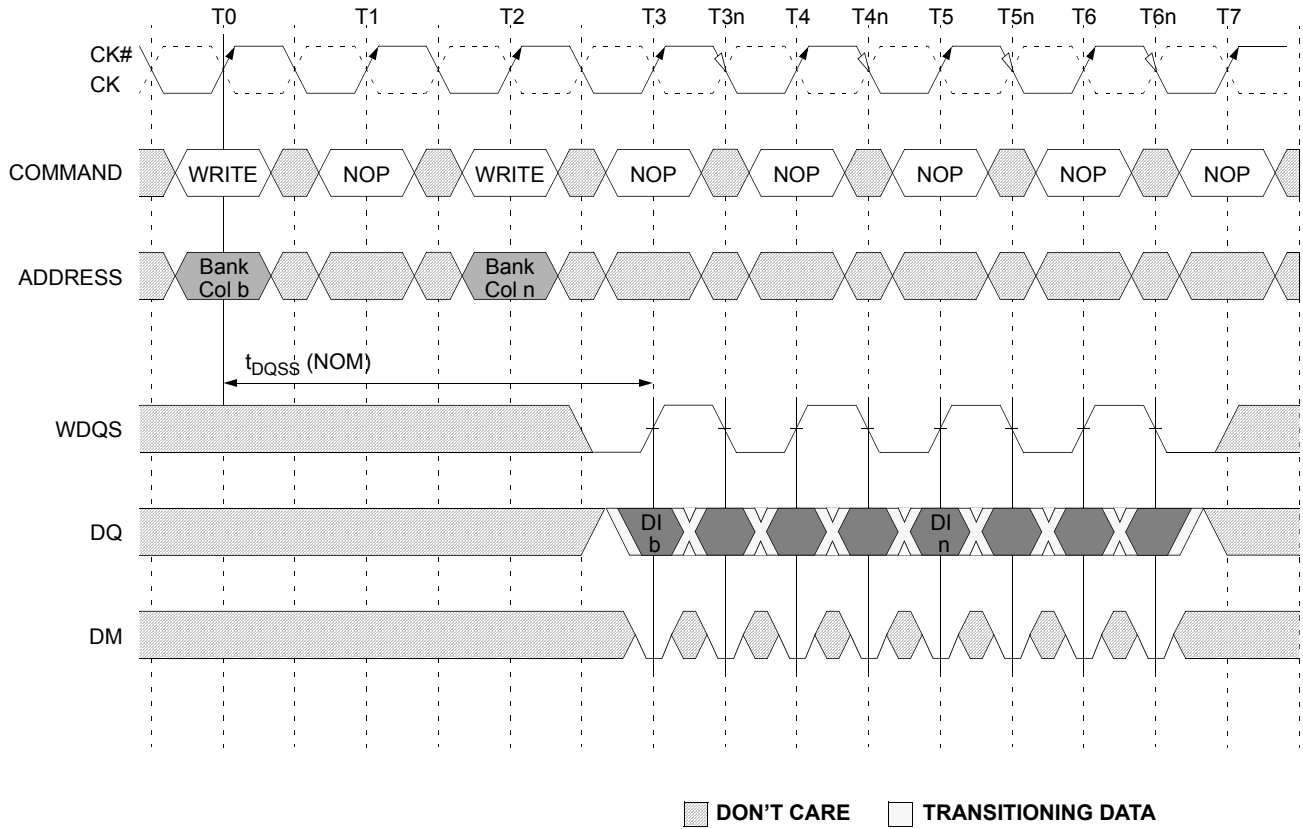 T0 T1 T2 T3 T3n T4 T4n T5 T5n T6 T6n T7
CK#
CK
COMMAND WRITE NOP WRITE NOP NOP NOP NOP NOP
ADDRESS Bank Col b Bank Col n
tDQSS (NOM)
WDQS
DQ DI b DI n
DM
DON'T CARE TRANSITIONING DATA